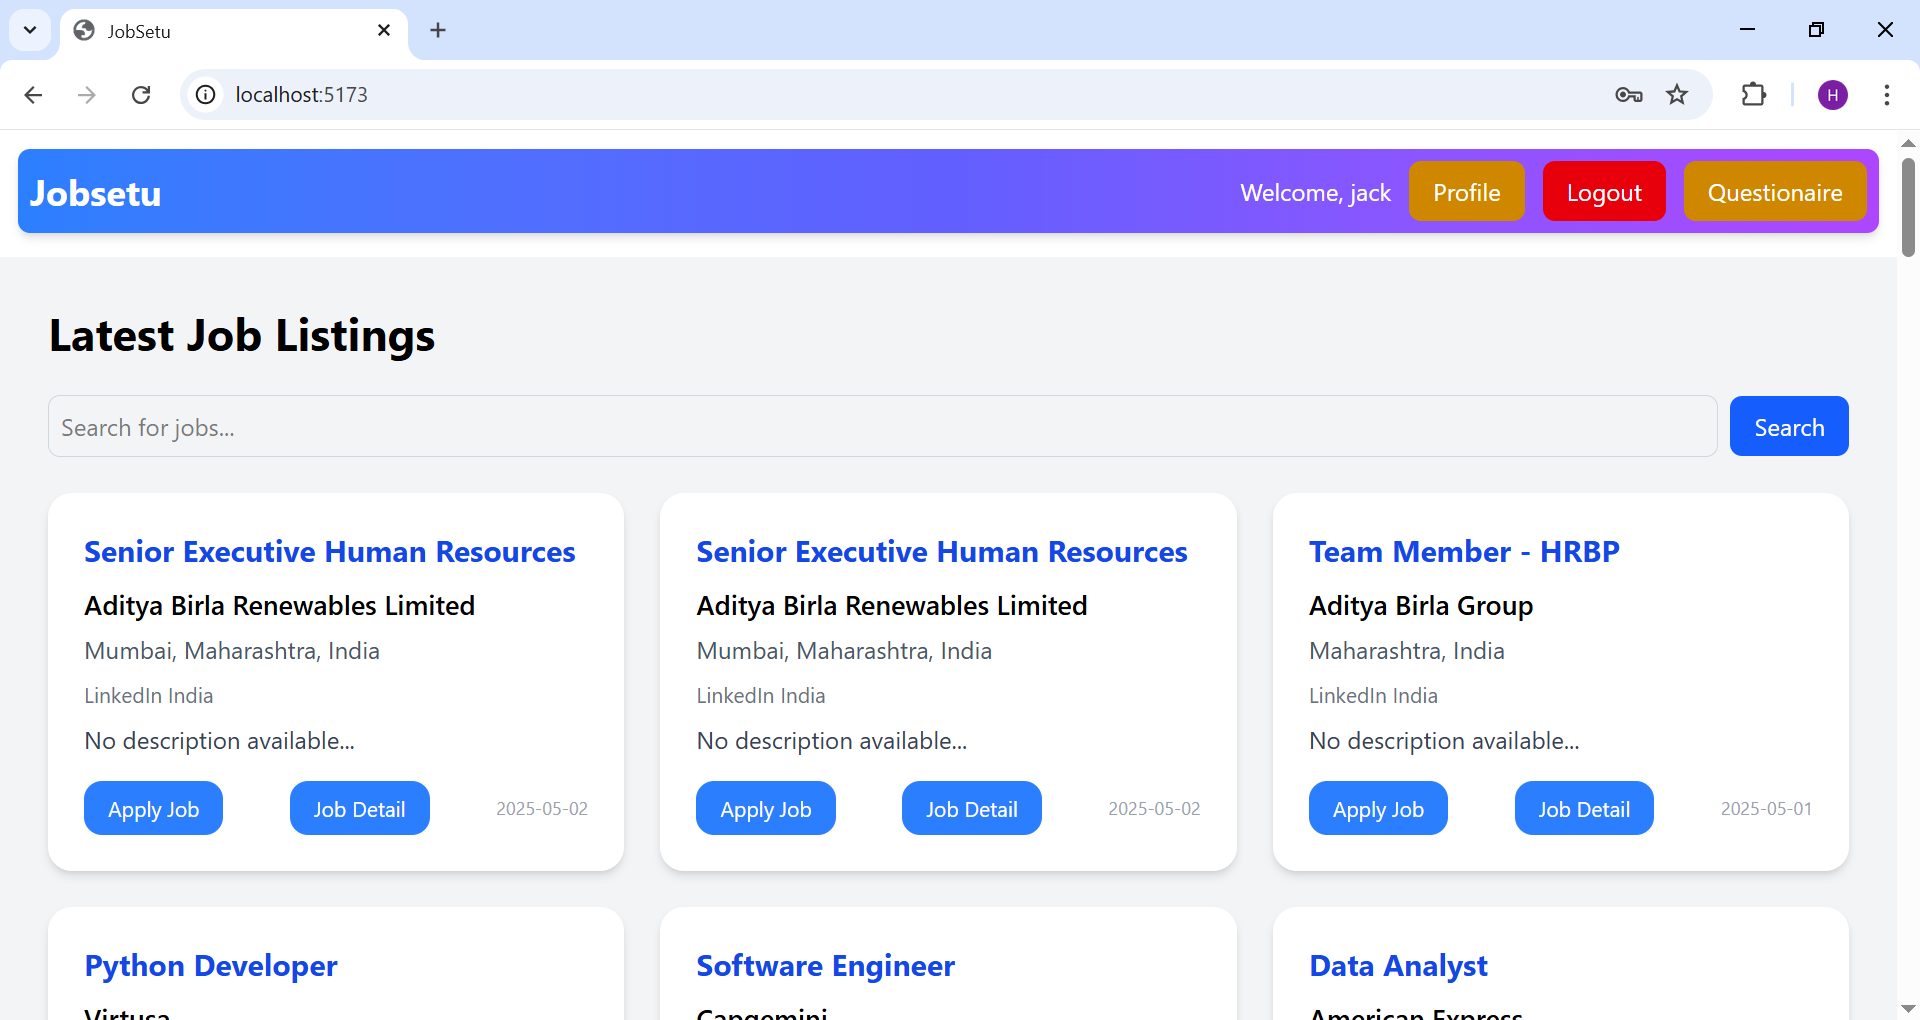 JobSetu
localhost:5173
H
Jobsetu
Welcome, jack
Profile
Logout
Questionaire
Latest Job Listings
Search for jobs...
Search
Senior Executive Human Resources
Aditya Birla Renewables Limited
Mumbai, Maharashtra, India
LinkedIn India
No description available...
Apply Job
Job Detail
2025-05-02
Senior Executive Human Resources
Aditya Birla Renewables Limited
Mumbai, Maharashtra, India
LinkedIn India
No description available...
Apply Job
Job Detail
2025-05-02
Team Member - HRBP
Aditya Birla Group
Maharashtra, India
LinkedIn India
No description available...
Apply Job
Job Detail
2025-05-01
Python Developer
Virtusa
Software Engineer
Capgemini
Data Analyst
American Express